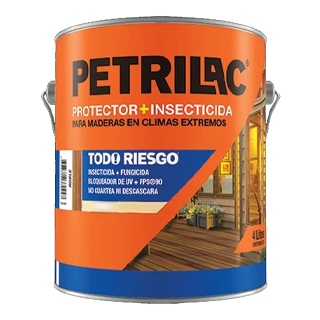 PETRILAC
PROTECTOR+INSECTICIDA
PARA MADERAS EN CLIMAS EXTREMOS
TODO RIESGO
INSECTICIDA + FUNGICIDA
BLOQUEADOR DE UV + FPS®90
NO CUARTEA NI DESCASCARA
4 Litros